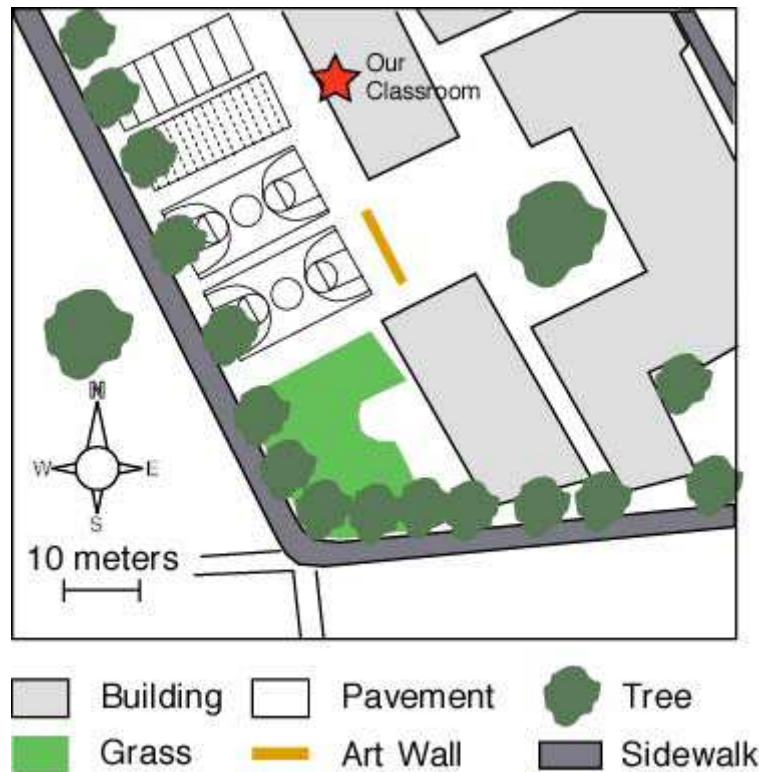 Our
Classroom
N
W E
S
10 meters
Building Pavement Tree
Grass Art Wall Sidewalk